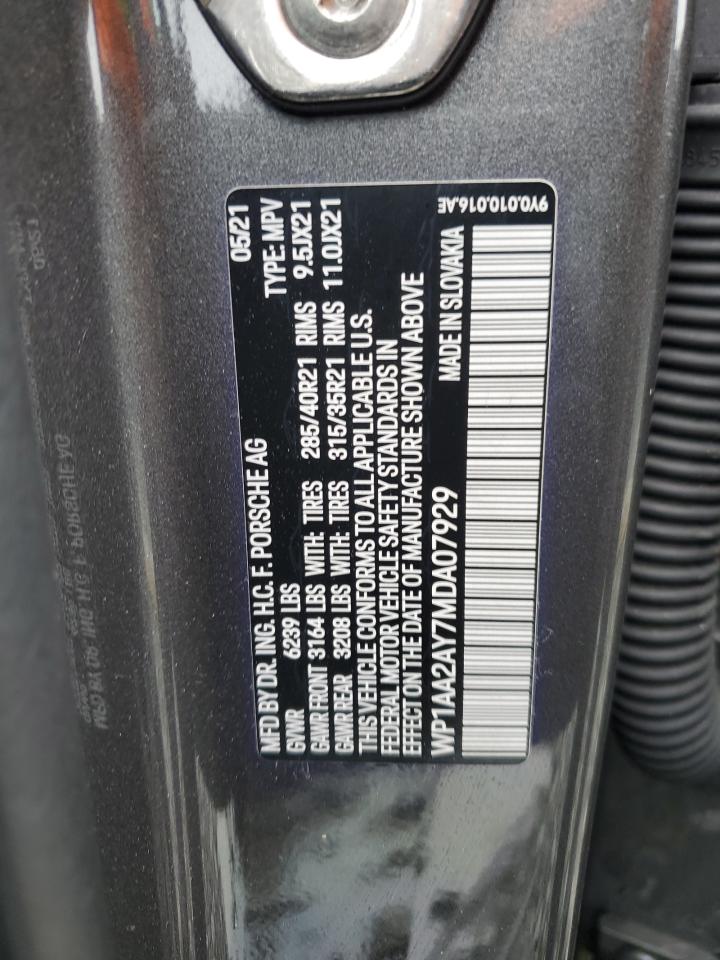 MFD BY DR. ING. H.C. F. PORSCHE AG 05/21
GVWR 6239 LBS TYPE: MPV
GAWR FRONT 3164 LBS WITH: TIRES 285/40R21 RIMS 9.5JX21
GAWR REAR 3208 LBS WITH: TIRES 315/35R21 RIMS 11.0JX21
THIS VEHICLE CONFORMS TO ALL APPLICABLE U.S.
FEDERAL MOTOR VEHICLE SAFETY STANDARDS IN
EFFECT ON THE DATE OF MANUFACTURE SHOWN ABOVE
WP1AA2AY7MDA07929 MADE IN SLOVAKIA
9Y0.010.016.AE